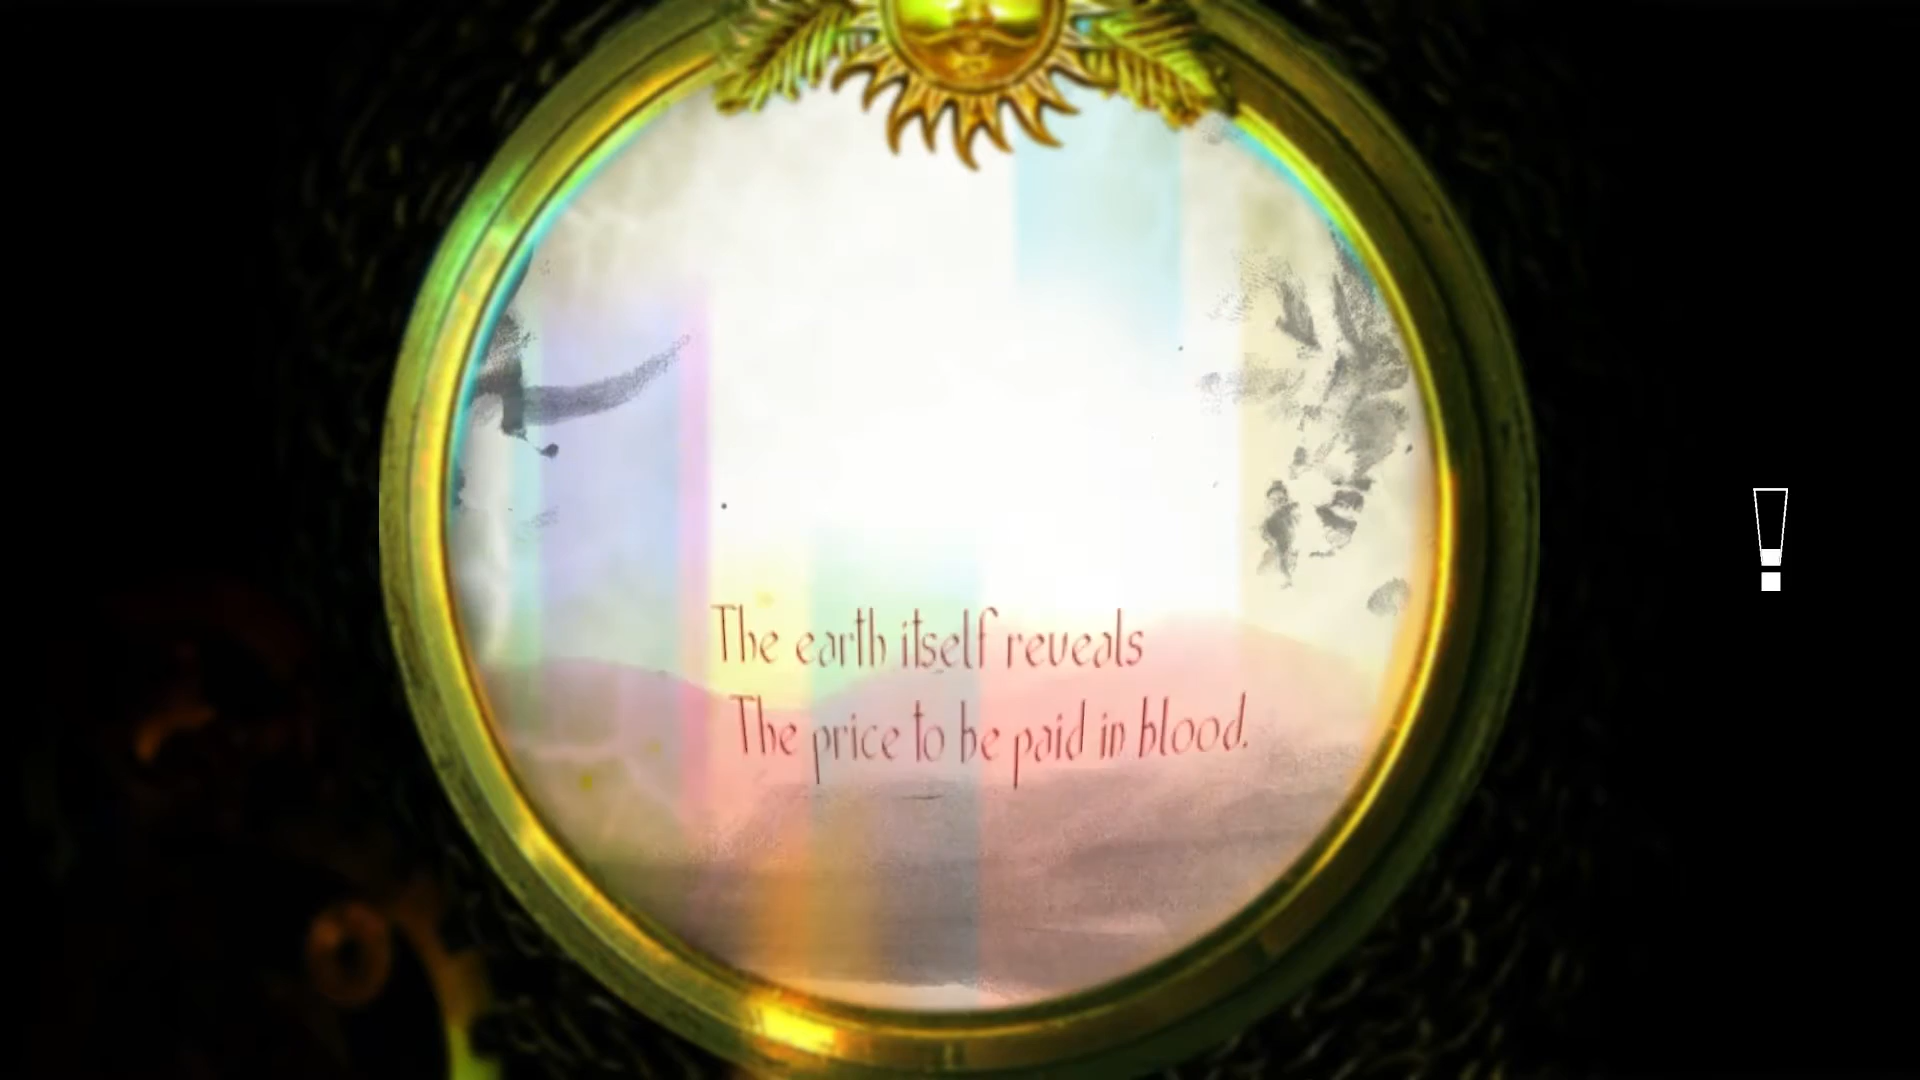 The earth itself reveals
The price to be paid in blood.
!